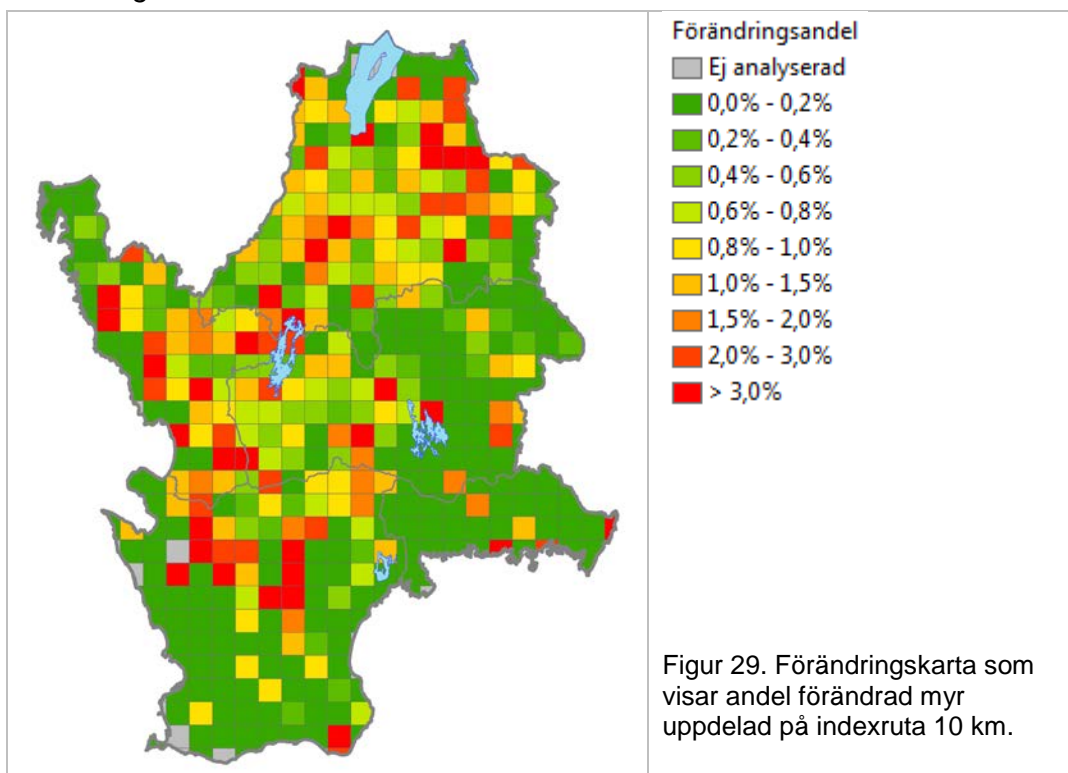 Förändringsandel
Ej analyserad
0,0% - 0,2%
0,2% - 0,4%
0,4% - 0,6%
0,6% - 0,8%
0,8% - 1,0%
1,0% - 1,5%
1,5% - 2,0%
2,0% - 3,0%
> 3,0%
Figur 29. Förändringskarta som
visar andel förändrad myr
uppdelad på indexruta 10 km.